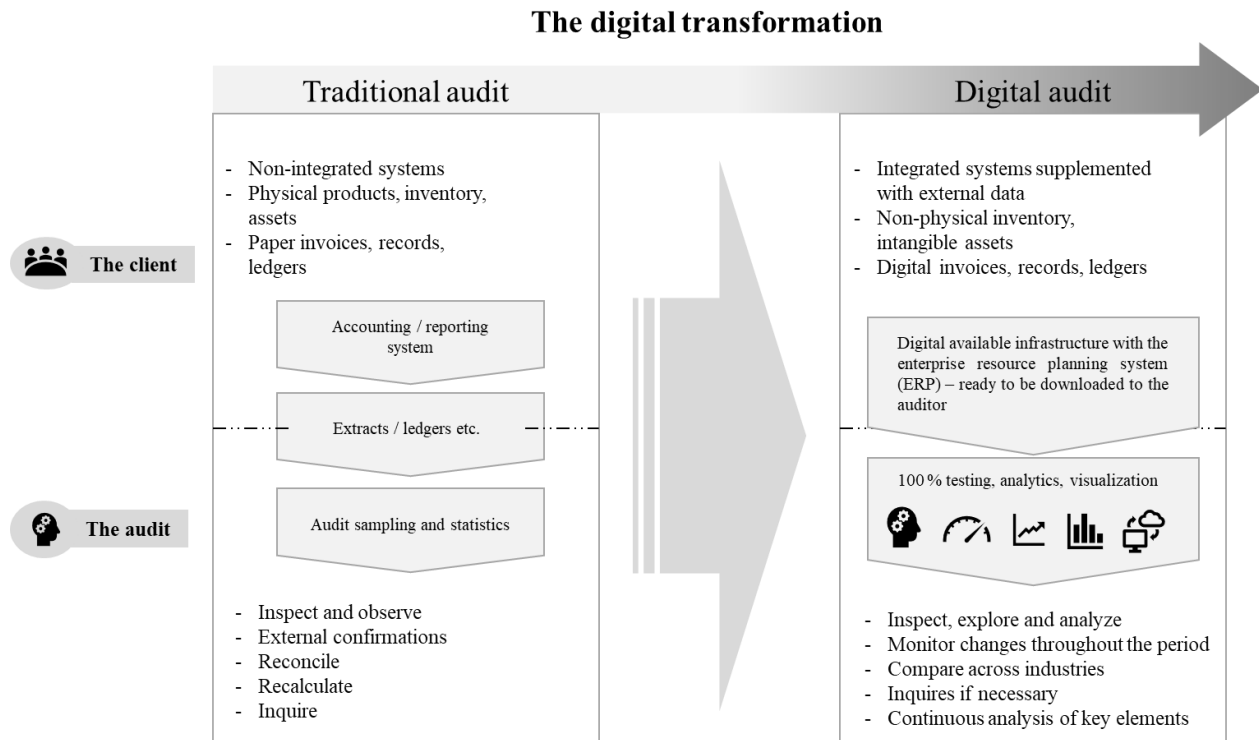 The digital transformation
Traditional audit
Digital audit
The client
- Non-integrated systems
- Physical products, inventory,
assets
- Paper invoices, records,
ledgers
Accounting / reporting
system
Extracts / ledgers etc.
- Integrated systems supplemented
with external data
- Non-physical inventory,
intangible assets
- Digital invoices, records, ledgers
Digital available infrastructure with the
enterprise resource planning system
(ERP) – ready to be downloaded to the
auditor
The audit
Audit sampling and statistics
- Inspect and observe
- External confirmations
- Reconcile
- Recalculate
- Inquire
100 % testing, analytics, visualization
- Inspect, explore and analyze
- Monitor changes throughout the period
- Compare across industries
- Inquires if necessary
- Continuous analysis of key elements